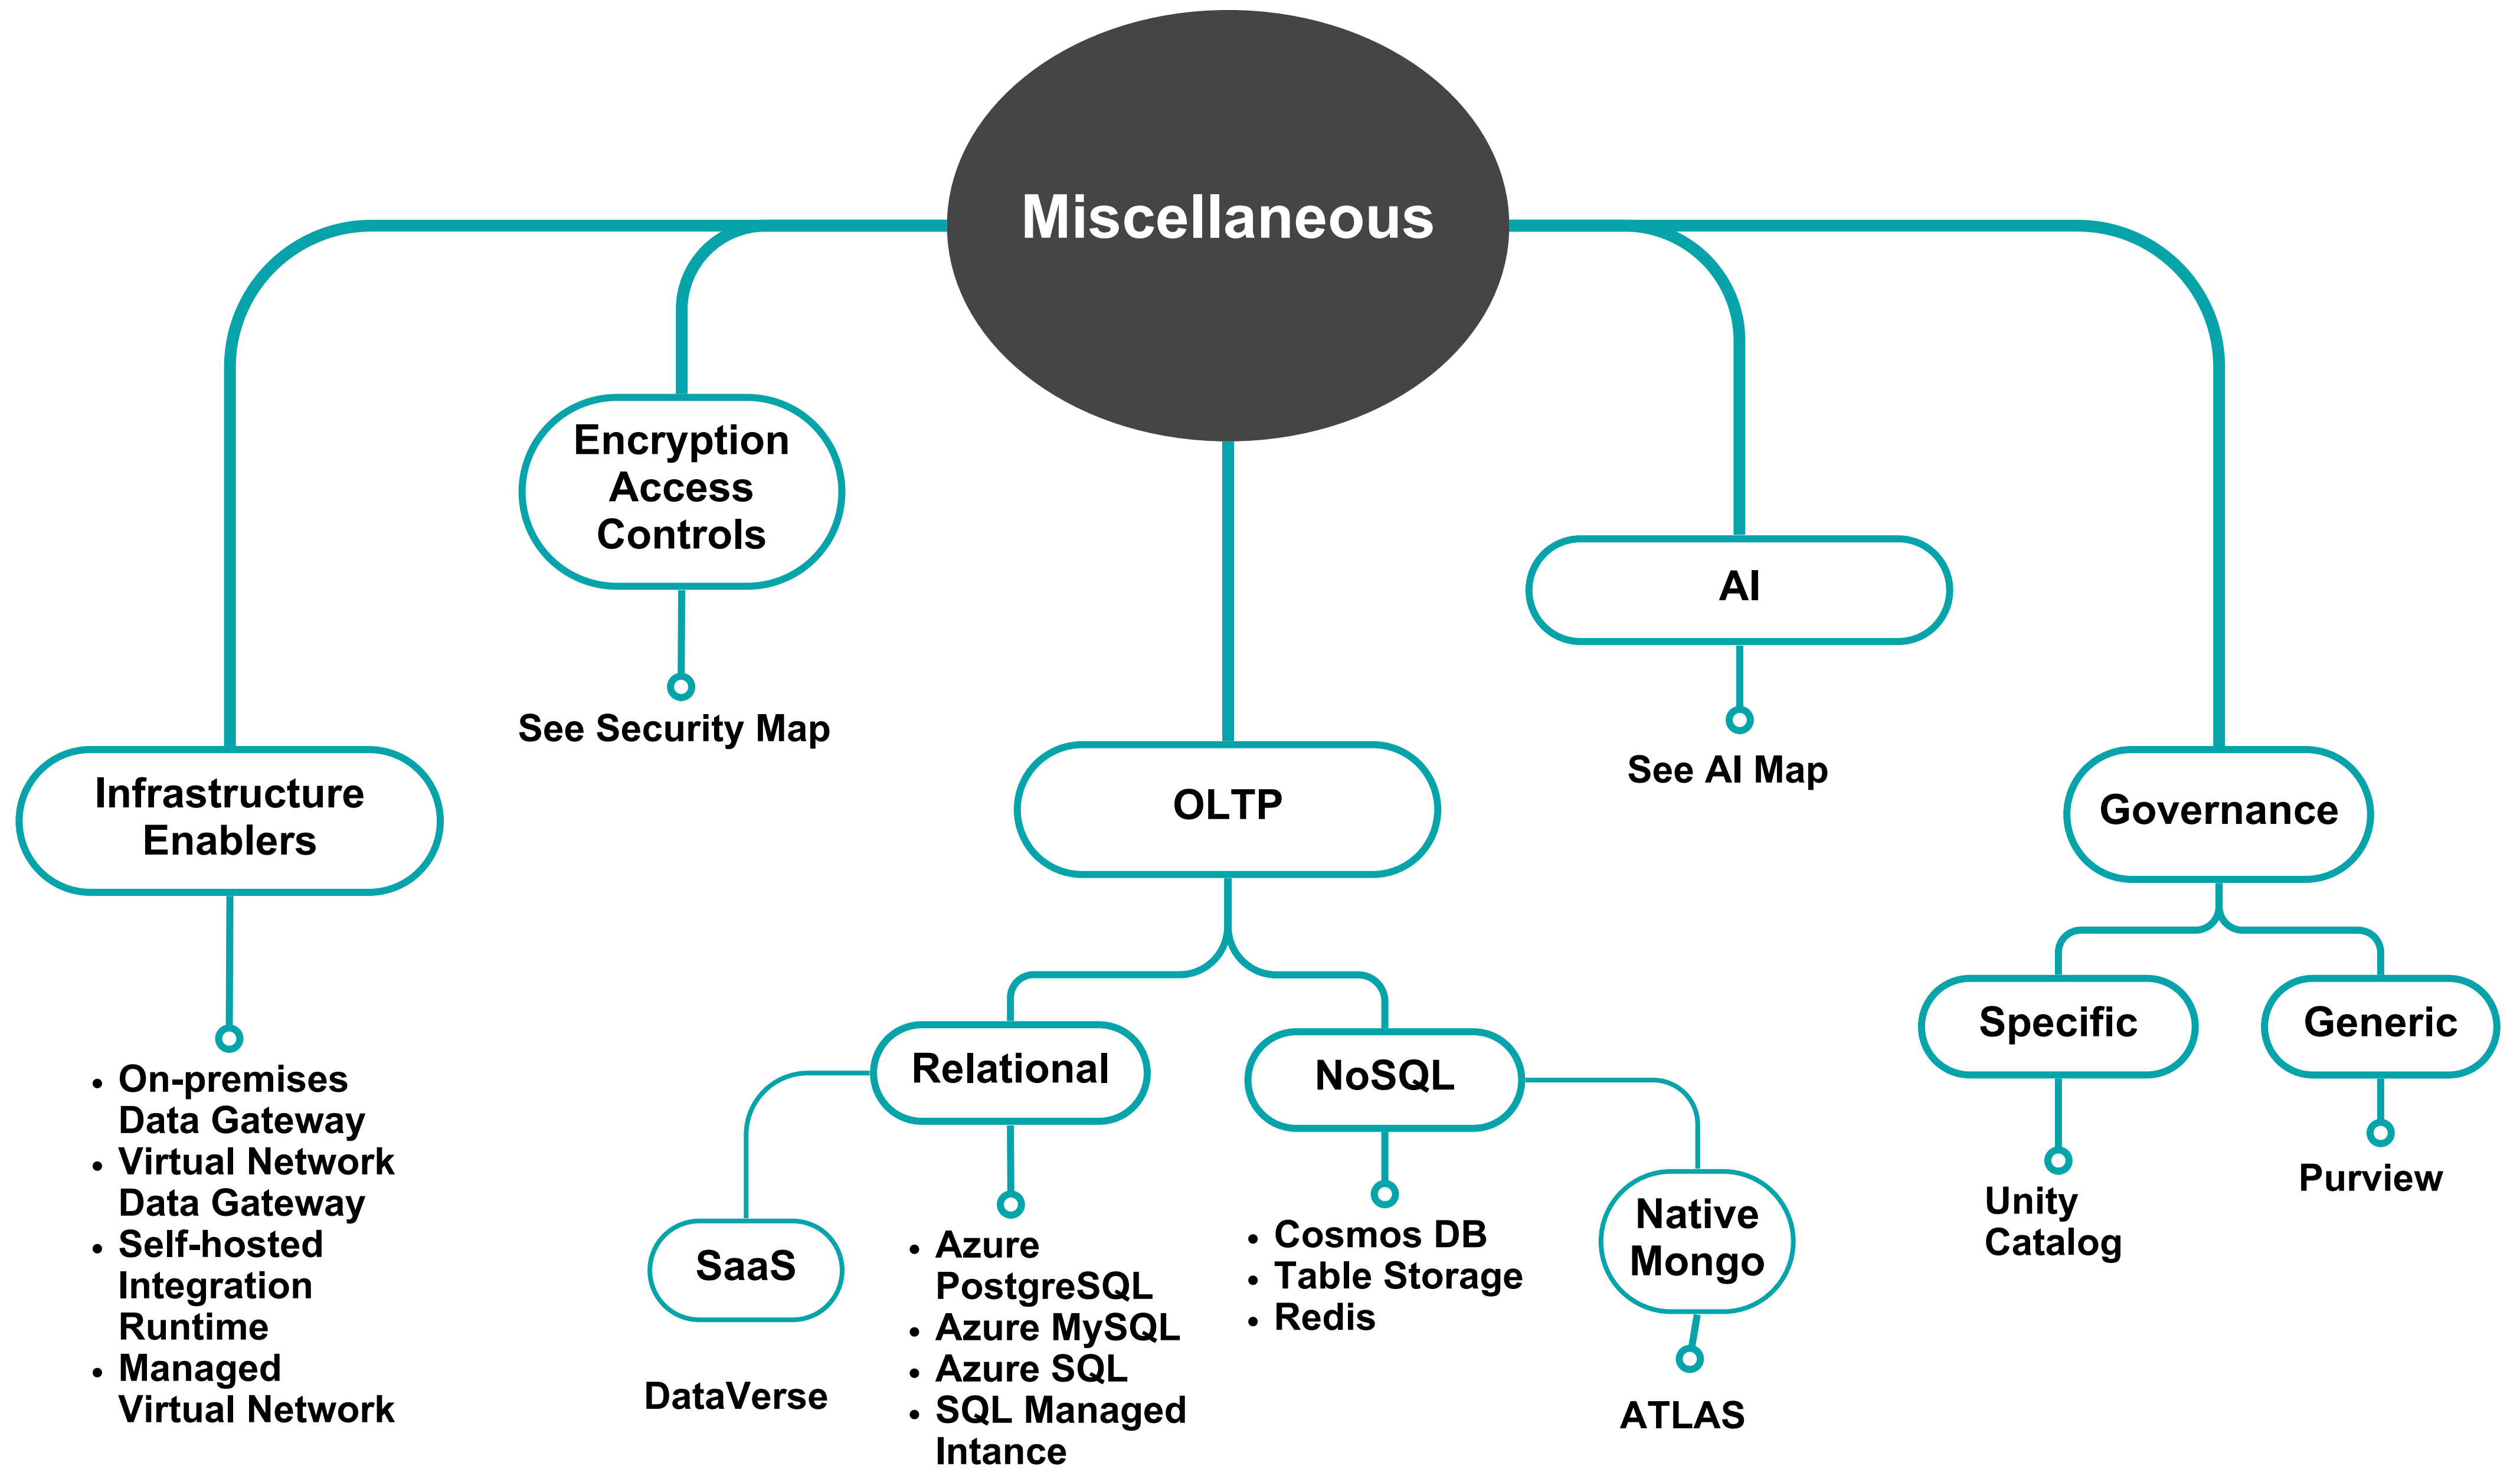 Miscellaneous
Encryption
Access
Controls
See Security Map
AI
See AI Map
Infrastructure
Enablers
• On-premises
Data Gateway
• Virtual Network
Data Gateway
• Self-hosted
Integration
Runtime
• Managed
Virtual Network
OLTP
Relational
SaaS
DataVerse
• Azure
PostgreSQL
• Azure MySQL
• Azure SQL
• SQL Managed
Intance
NoSQL
• Cosmos DB
• Table Storage
• Redis
Native
Mongo
ATLAS
Governance
Specific
Unity
Catalog
Generic
Purview